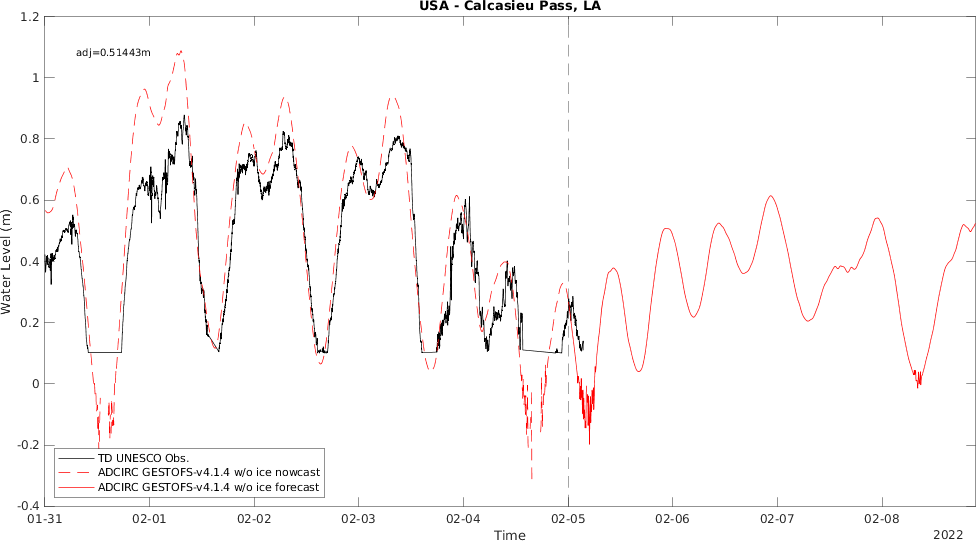 USA - Calcasieu Pass, LA
adj=0.51443m
1.2
1
0.8
0.6
0.4
0.2
0
-0.2
-0.4
Water Level (m)
TD UNESCO Obs.
ADCIRC GESTOFS-v4.1.4 w/o ice nowcast
ADCIRC GESTOFS-v4.1.4 w/o ice forecast
01-31 02-01 02-02 02-03 02-04 02-05 02-06 02-07 02-08
Time
2022